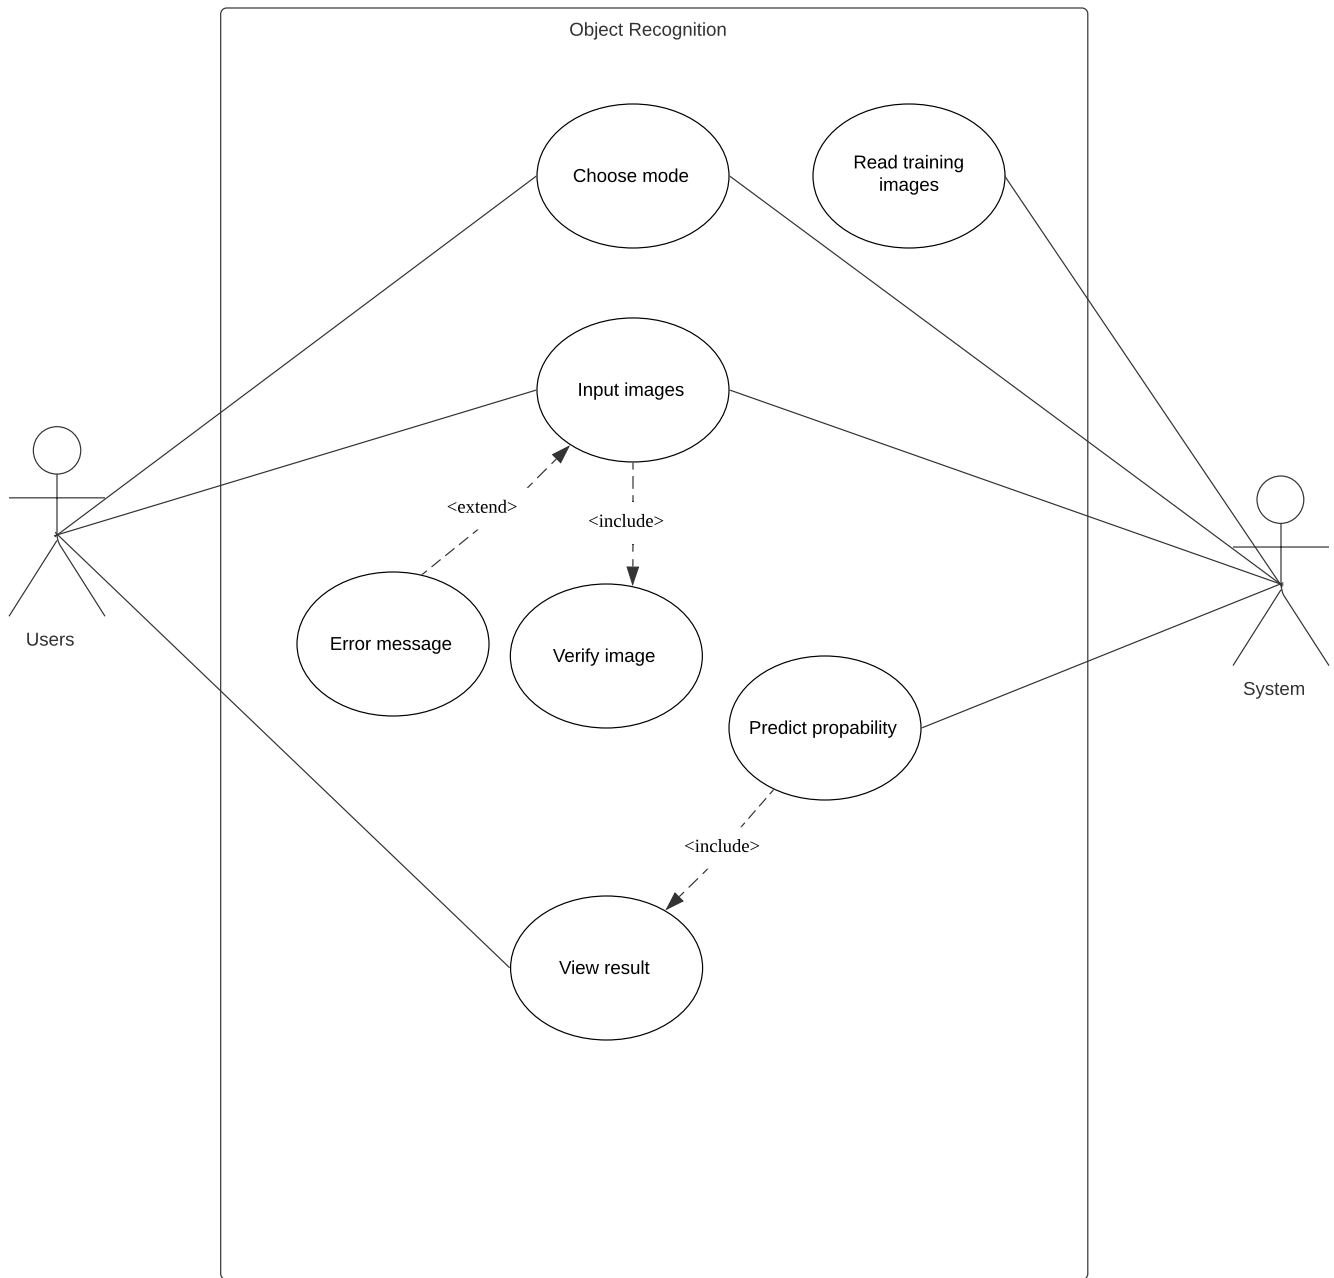 Object Recognition
Choose mode
Read training
images
Input images
<extend>
<include>
Users
Error message
Verify image
System
Predict propability
<include>
View result